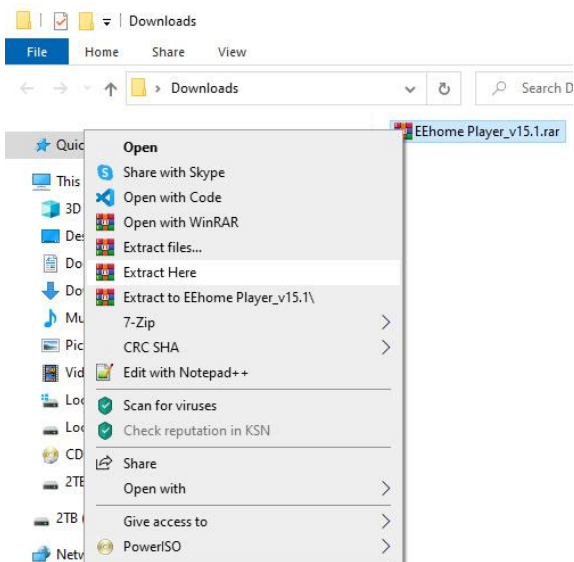 Downloads
File Home Share View
Downloads
Search D
EEhome Player_v15.1.rar
Quic
This
3D
Des
Do
Do
Mu
Pic
Vid
Loc
Loc
CD
2TE
2TB
Netw
Open
Share with Skype
Open with Code
Open with WinRAR
Extract files...
Extract Here
Extract to EEhome Player_v15.1\
7-Zip
CRC SHA
Edit with Notepad++
Scan for viruses
Check reputation in KSN
Share
Open with
Give access to
PowerISO